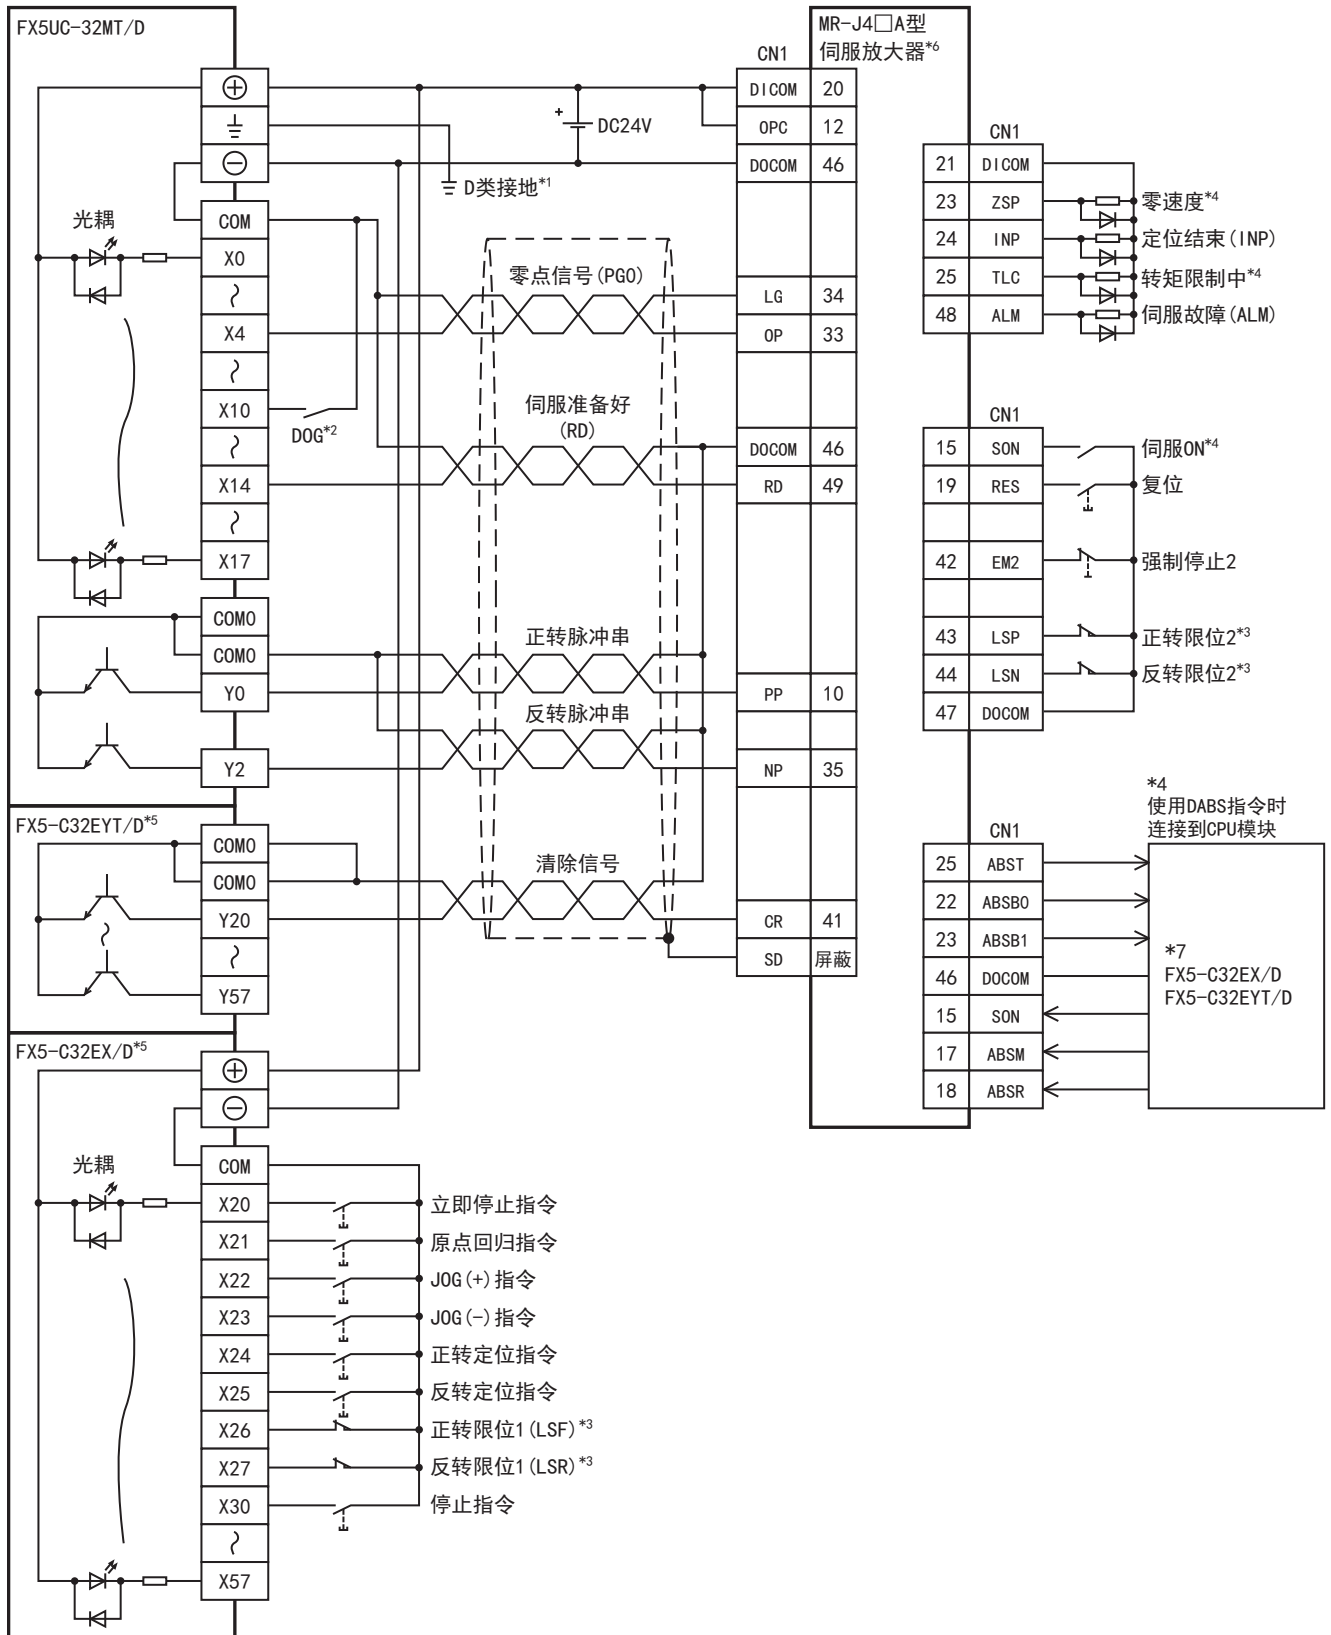 FX5UC-32MT/D
COM
X0
X4
X10
X14
X17
COM0
COM0
Y0
Y2
光耦
FX5-C32EYT/D*5
COM0
COM0
Y20
Y57
FX5-C32EX/D*5
COM
X20
X21
X22
X23
X24
X25
X26
X27
X30
X57
光耦
DC24V
D类接地*1
零点信号(PG0)
DOG*2
伺服准备好
(RD)
正转脉冲串
反转脉冲串
清除信号
立即停止指令
原点回归指令
JOG(+)指令
JOG(-)指令
正转定位指令
反转定位指令
正转限位1(LSF)*3
反转限位1(LSR)*3
停止指令
MR-J4□A型
伺服放大器*6
CN1
DICOM 20
OPC 12
DOCOM 46
LG 34
OP 33
DOCOM 46
RD 49
PP 10
NP 35
CR 41
SD 屏蔽
CN1
21 DICOM
23 ZSP 零速度*4
24 INP 定位结束(INP)
25 TLC 转矩限制中*4
48 ALM 伺服故障(ALM)
CN1
15 SON 伺服ON*4
19 RES 复位
42 EM2 强制停止2
43 LSP 正转限位2*3
44 LSN 反转限位2*3
47 DOCOM
CN1
25 ABST
22 ABSB0
23 ABSB1
46 DOCOM
15 SON
17 ABSM
18 ABSR
*4
使用DABS指令时
连接到CPU模块
*7
FX5-C32EX/D
FX5-C32EYT/D